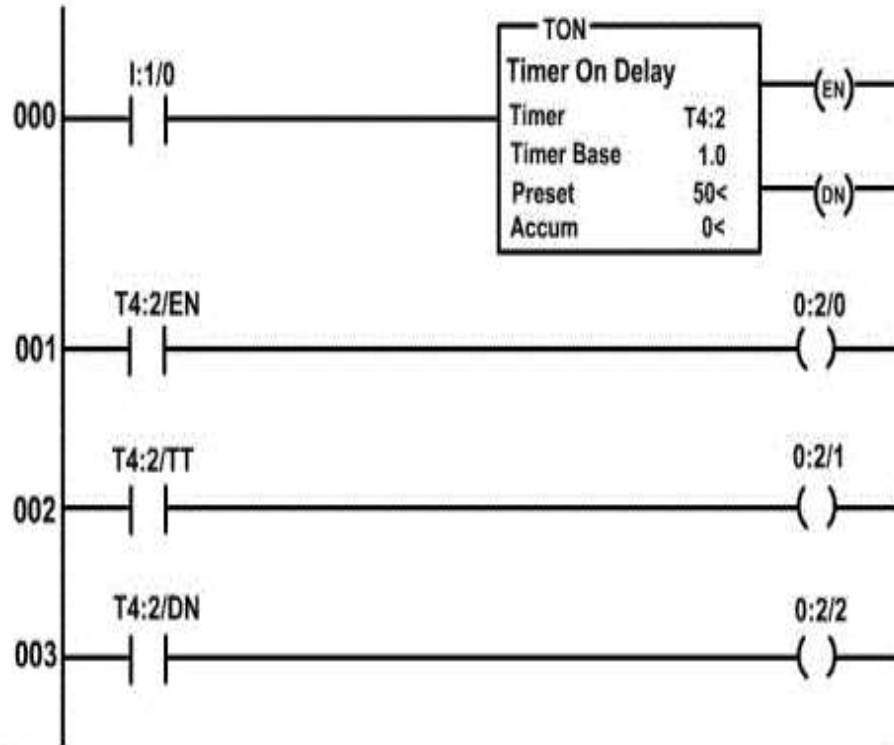 TON
I:1/0
Timer On Delay
000
Timer T4:2
Timer Base 1.0
Preset 50<
Accum 0<
(EN)
(DN)
T4:2/EN
0:2/0
001
T4:2/TT
0:2/1
002
T4:2/DN
0:2/2
003